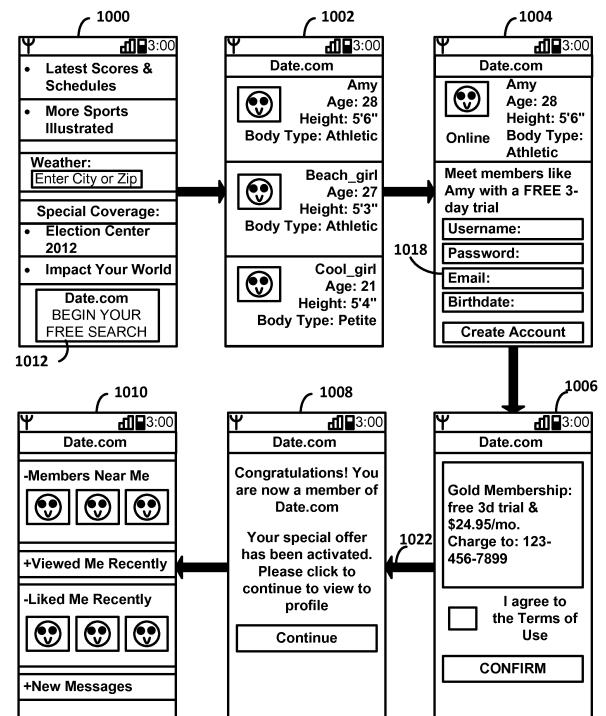 1000
3:00
• Latest Scores &
Schedules
• More Sports
Illustrated
Weather:
Enter City or Zip
Special Coverage:
• Election Center
2012
• Impact Your World
Date.com
BEGIN YOUR
FREE SEARCH
1012
1002
3:00
Date.com
Amy
Age: 28
Height: 5'6"
Body Type: Athletic
Beach_girl
Age: 27
Height: 5'3"
Body Type: Athletic
Cool_girl
Age: 21
Height: 5'4"
Body Type: Petite
1004
3:00
Date.com
Amy
Age: 28
Height: 5'6"
Online
Body Type:
Athletic
Meet members like
Amy with a FREE 3-
day trial
Username:
Password:
1018
Email:
Birthdate:
Create Account
1006
3:00
Date.com
Gold Membership:
free 3d trial &
$24.95/mo.
Charge to: 123-
456-7899
I agree to
the Terms of
Use
CONFIRM
1022
1008
3:00
Date.com
Congratulations! You
are now a member of
Date.com
Your special offer
has been activated.
Please click to
continue to view to
profile
Continue
1010
3:00
Date.com
-Members Near Me
+Viewed Me Recently
-Liked Me Recently
+New Messages